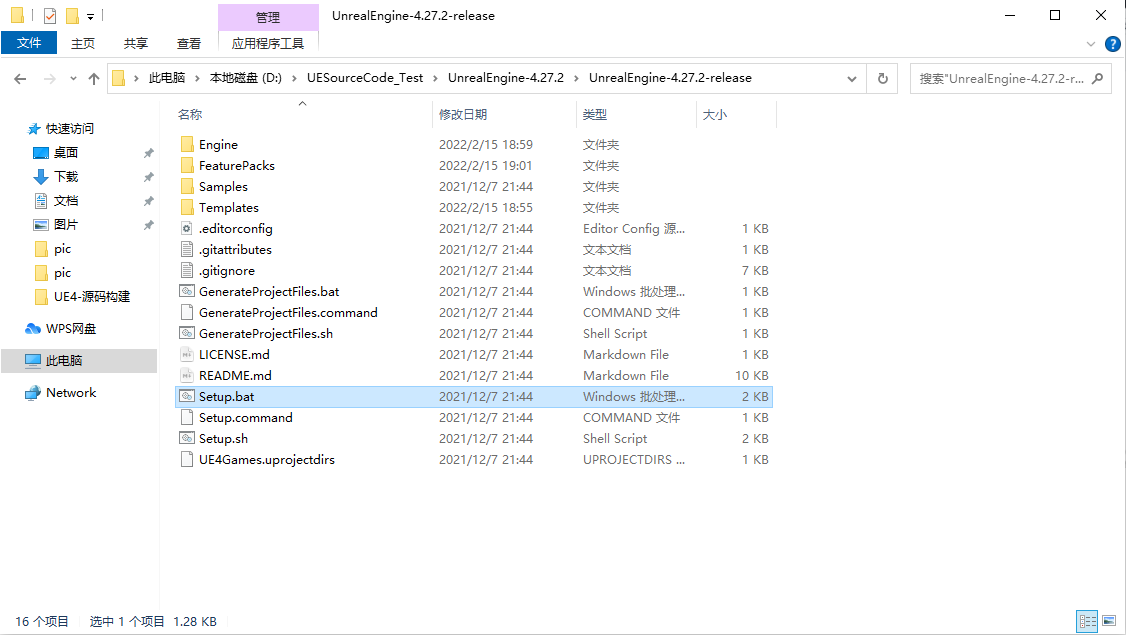 管理
UnrealEngine-4.27.2-release
文件 主页 共享 查看 应用程序工具
此电脑 本地磁盘 (D:) UESourceCode_Test UnrealEngine-4.27.2 UnrealEngine-4.27.2-release 搜索"UnrealEngine-4.27.2-r...
名称 修改日期 类型 大小
快速访问
桌面
下载
文档
图片
pic
pic
UE4-源码构建
WPS网盘
此电脑
Network
Engine 2022/2/15 18:59 文件夹
FeaturePacks 2022/2/15 19:01 文件夹
Samples 2021/12/7 21:44 文件夹
Templates 2022/2/15 18:55 文件夹
.editorconfig 2021/12/7 21:44 Editor Config 源... 1 KB
.gitattributes 2021/12/7 21:44 文本文档 1 KB
.gitignore 2021/12/7 21:44 文本文档 7 KB
GenerateProjectFiles.bat 2021/12/7 21:44 Windows 批处理... 1 KB
GenerateProjectFiles.command 2021/12/7 21:44 COMMAND 文件 1 KB
GenerateProjectFiles.sh 2021/12/7 21:44 Shell Script 1 KB
LICENSE.md 2021/12/7 21:44 Markdown File 1 KB
README.md 2021/12/7 21:44 Markdown File 10 KB
Setup.bat 2021/12/7 21:44 Windows 批处理... 2 KB
Setup.command 2021/12/7 21:44 COMMAND 文件 1 KB
Setup.sh 2021/12/7 21:44 Shell Script 2 KB
UE4Games.uprojectdirs 2021/12/7 21:44 UPROJECTDIRS ... 1 KB
16 个项目 选中 1 个项目 1.28 KB